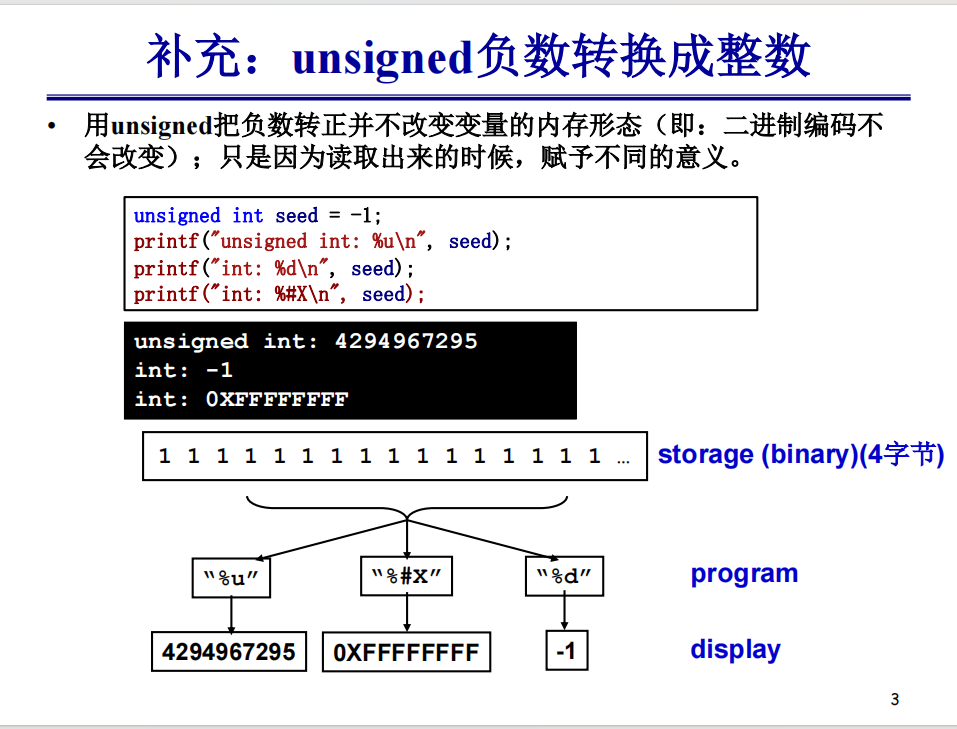 补充：unsigned负数转换成整数
• 用unsigned把负数转正并不改变变量的内存形态（即：二进制编码不
会改变）；只是因为读取出来的时候，赋予不同的意义。
unsigned int seed = -1;
printf("unsigned int: %u\n", seed);
printf("int: %d\n", seed);
printf("int: %#X\n", seed);
unsigned int: 4294967295
int: -1
int: 0XFFFFFFFF
1 1 1 1 1 1 1 1 1 1 1 1 1 1 1 1 … storage (binary)(4字节)
“%u” “%#X” “%d” program
4294967295 0XFFFFFFFF -1 display
3